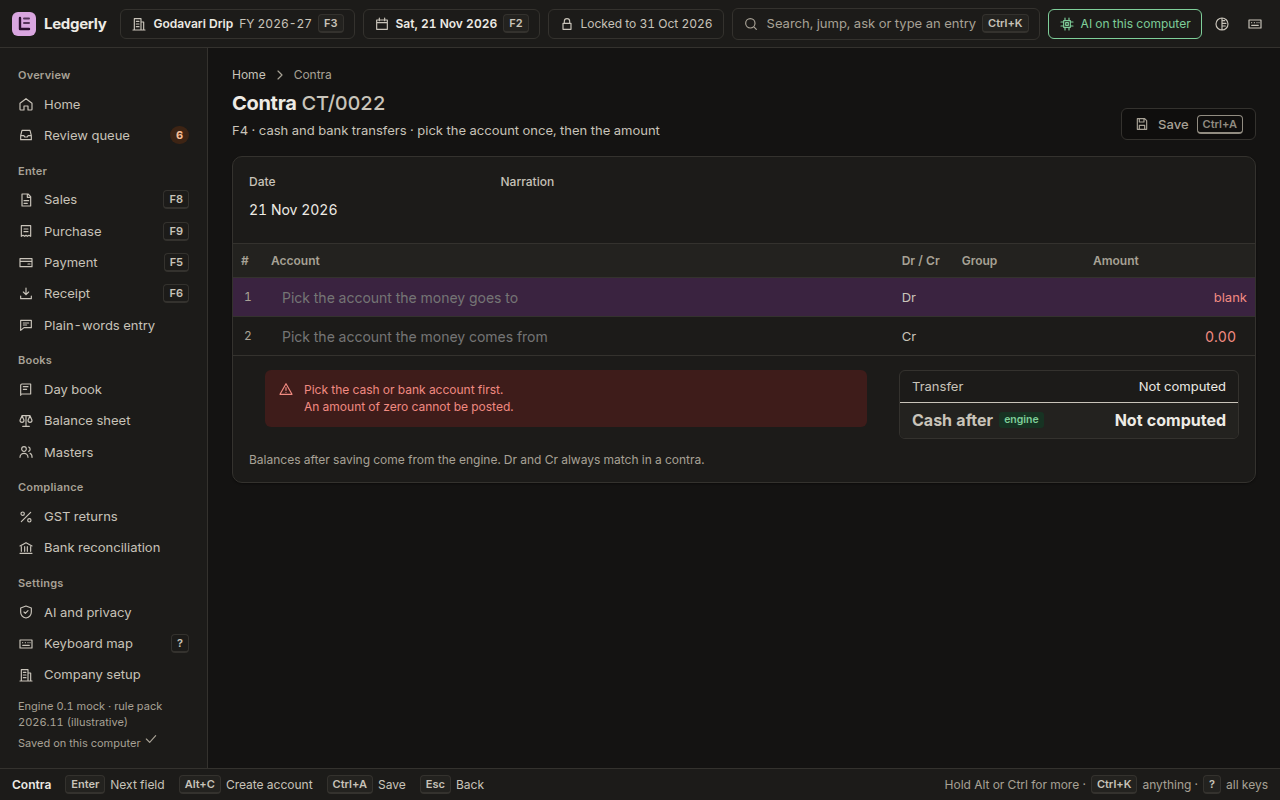 Ledgerly
Godavari Drip FY 2026-27 F3
Sat, 21 Nov 2026 F2
Locked to 31 Oct 2026
Search, jump, ask or type an entry Ctrl+K
AI on this computer
Overview
Home
Review queue 6
Enter
Sales F8
Purchase F9
Payment F5
Receipt F6
Plain-words entry
Books
Day book
Balance sheet
Masters
Compliance
GST returns
Bank reconciliation
Settings
AI and privacy
Keyboard map ?
Company setup
Engine 0.1 mock · rule pack
2026.11 (illustrative)
Saved on this computer
Home Contra
Contra CT/0022
F4 · cash and bank transfers · pick the account once, then the amount
Save Ctrl+A
Date Narration
21 Nov 2026
# Account Dr / Cr Group Amount
1 Pick the account the money goes to Dr blank
2 Pick the account the money comes from Cr 0.00
Pick the cash or bank account first.
An amount of zero cannot be posted.
Transfer Not computed
Cash after engine Not computed
Balances after saving come from the engine. Dr and Cr always match in a contra.
Contra Enter Next field Alt+C Create account Ctrl+A Save Esc Back
Hold Alt or Ctrl for more · Ctrl+K anything · ? all keys